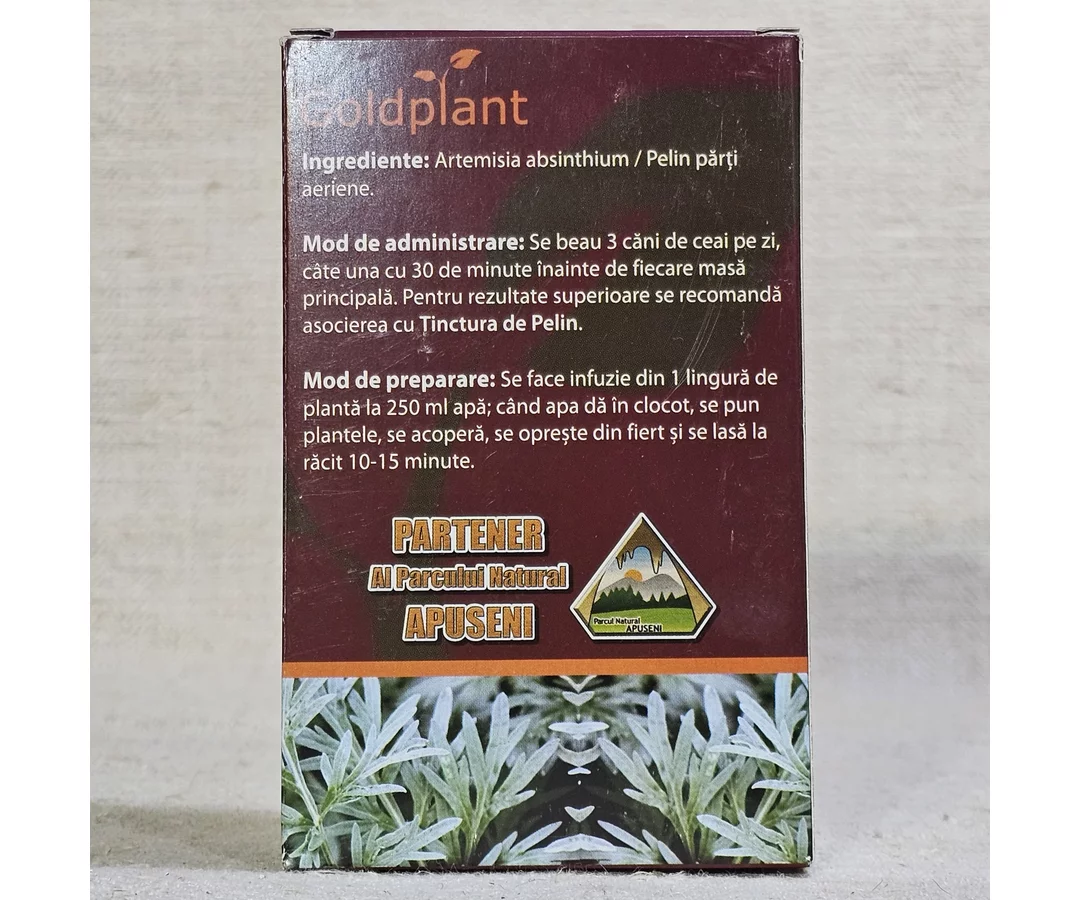 Goldplant
Ingrediente: Artemisia absinthium / Pelin părți
aeriene.
Mod de administrare: Se beau 3 căni de ceai pe zi,
câte una cu 30 de minute înainte de fiecare masă
principală. Pentru rezultate superioare se recomandă
asocierea cu Tinctura de Pelin.
Mod de preparare: Se face infuzie din 1 lingură de
plantă la 250 ml apă; când apa dă în clocot, se pun
plantele, se acoperă, se oprește din fiert și se lasă la
răcit 10-15 minute.
PARTENER
Al Parcului Natural
APUSENI
Parcul Natural
APUSENI